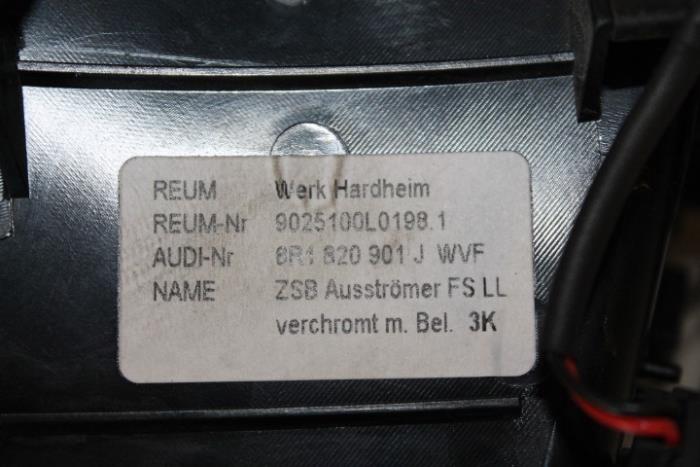 REUM Werk Hardheim
REUM-Nr 9025100L0198.1
AUDI-Nr 8R1 820 901 J WVF
NAME ZSB Ausströmer FS LL
verchromt m. Bel. 3K